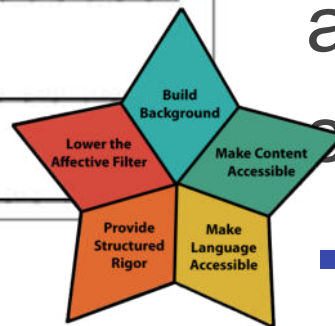 Build
Background
Lower the
Affective Filter
Make Content
Accessible
Provide
Structured
Rigor
Make
Language
Accessible